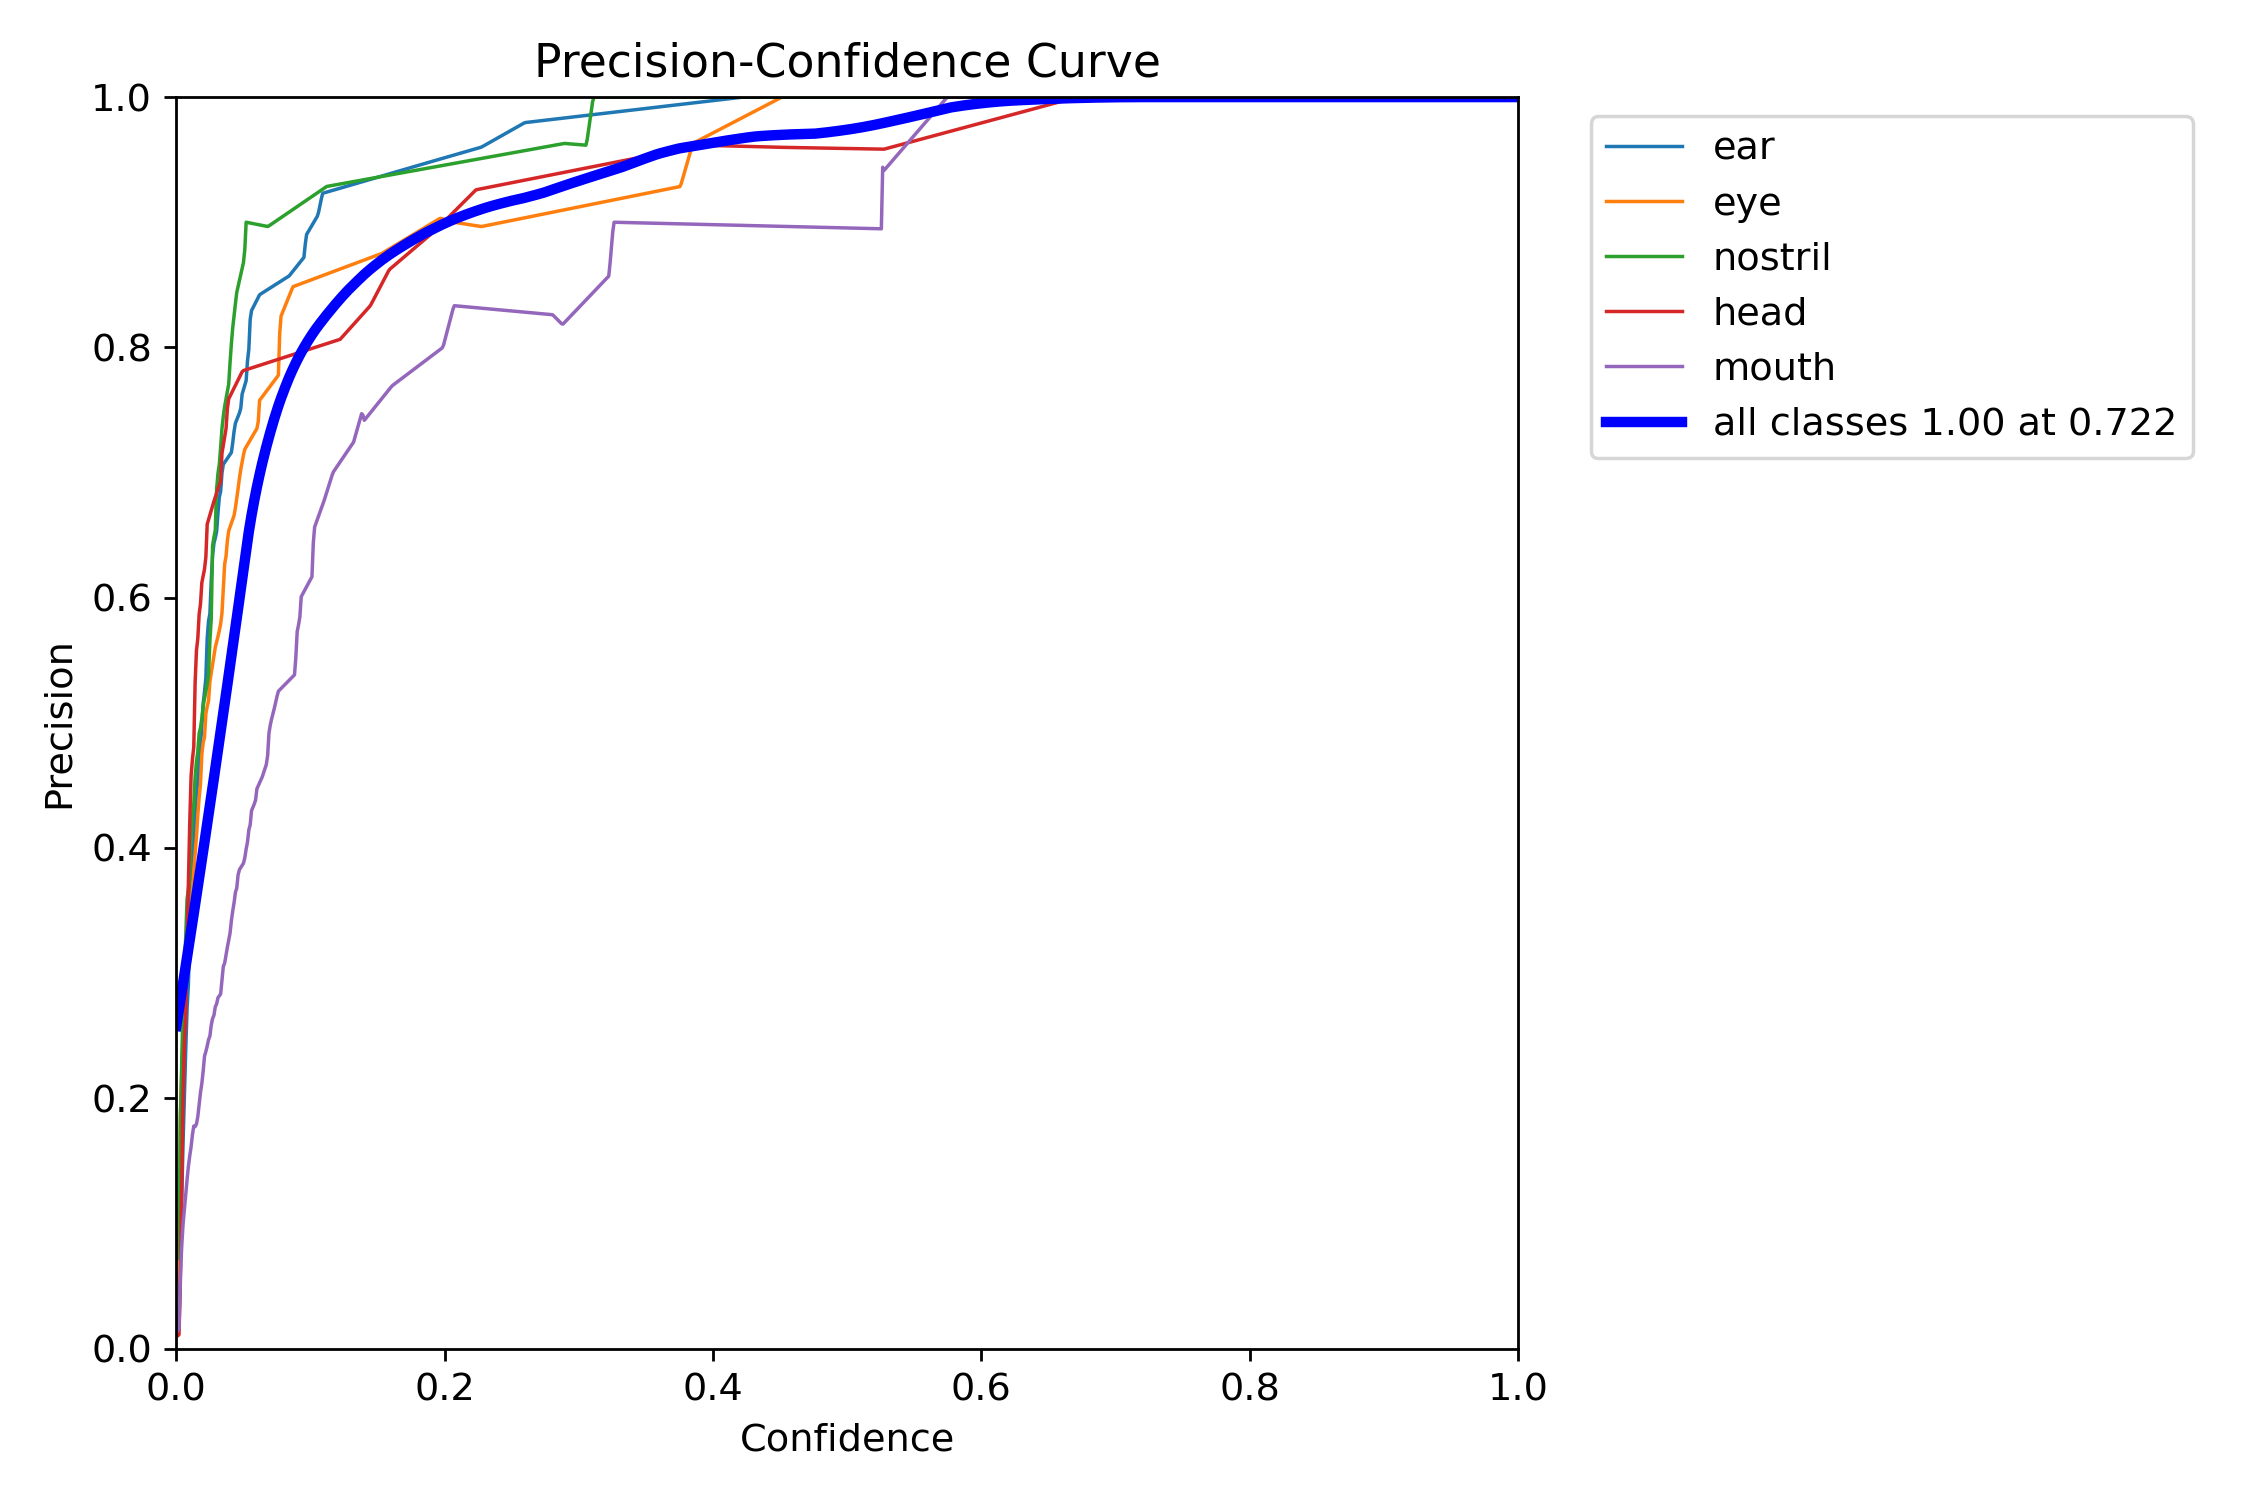 Precision-Confidence Curve
1.0
0.8
0.6
0.4
0.2
0.0
Precision
0.0 0.2 0.4 0.6 0.8 1.0
Confidence
ear
eye
nostril
head
mouth
all classes 1.00 at 0.722